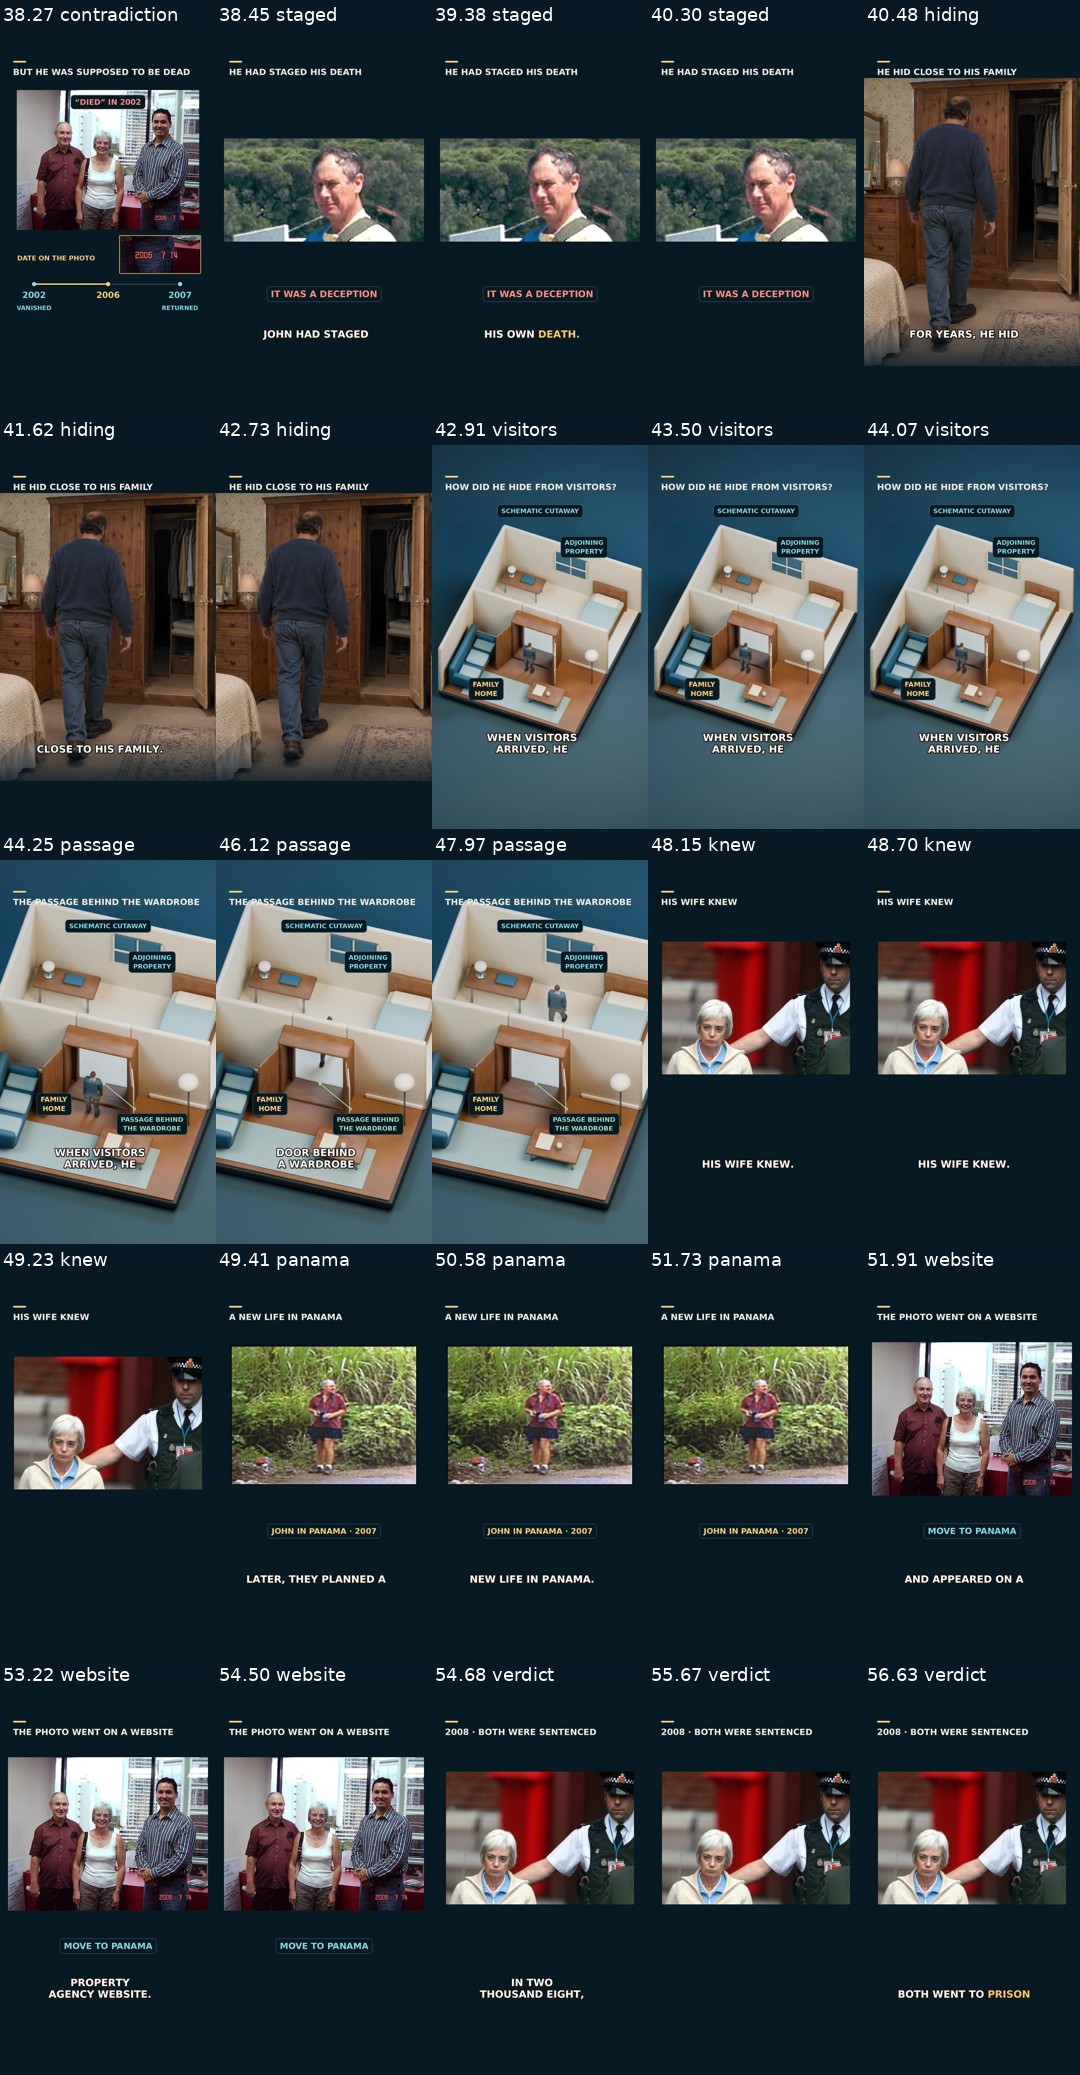 38.27 contradiction
BUT HE WAS SUPPOSED TO BE DEAD
“DIED” IN 2002
2006 7 14
DATE ON THE PHOTO
2006 7 14
2002
2006
2007
VANISHED
RETURNED
38.45 staged
HE HAD STAGED HIS DEATH
IT WAS A DECEPTION
JOHN HAD STAGED
39.38 staged
HE HAD STAGED HIS DEATH
IT WAS A DECEPTION
HIS OWN DEATH.
40.30 staged
HE HAD STAGED HIS DEATH
IT WAS A DECEPTION
40.48 hiding
HE HID CLOSE TO HIS FAMILY
FOR YEARS, HE HID
41.62 hiding
HE HID CLOSE TO HIS FAMILY
CLOSE TO HIS FAMILY.
42.73 hiding
HE HID CLOSE TO HIS FAMILY
42.91 visitors
HOW DID HE HIDE FROM VISITORS?
SCHEMATIC CUTAWAY
ADJOINING
PROPERTY
FAMILY
HOME
WHEN VISITORS
ARRIVED, HE
43.50 visitors
HOW DID HE HIDE FROM VISITORS?
SCHEMATIC CUTAWAY
ADJOINING
PROPERTY
FAMILY
HOME
WHEN VISITORS
ARRIVED, HE
44.07 visitors
HOW DID HE HIDE FROM VISITORS?
SCHEMATIC CUTAWAY
ADJOINING
PROPERTY
FAMILY
HOME
WHEN VISITORS
ARRIVED, HE
44.25 passage
THE PASSAGE BEHIND THE WARDROBE
SCHEMATIC CUTAWAY
ADJOINING
PROPERTY
FAMILY
HOME
PASSAGE BEHIND
THE WARDROBE
WHEN VISITORS
ARRIVED, HE
46.12 passage
THE PASSAGE BEHIND THE WARDROBE
SCHEMATIC CUTAWAY
ADJOINING
PROPERTY
FAMILY
HOME
PASSAGE BEHIND
THE WARDROBE
DOOR BEHIND
A WARDROBE
47.97 passage
THE PASSAGE BEHIND THE WARDROBE
SCHEMATIC CUTAWAY
ADJOINING
PROPERTY
FAMILY
HOME
PASSAGE BEHIND
THE WARDROBE
48.15 knew
HIS WIFE KNEW
HIS WIFE KNEW.
48.70 knew
HIS WIFE KNEW
HIS WIFE KNEW.
49.23 knew
HIS WIFE KNEW
49.41 panama
A NEW LIFE IN PANAMA
JOHN IN PANAMA · 2007
LATER, THEY PLANNED A
50.58 panama
A NEW LIFE IN PANAMA
JOHN IN PANAMA · 2007
NEW LIFE IN PANAMA.
51.73 panama
A NEW LIFE IN PANAMA
JOHN IN PANAMA · 2007
51.91 website
THE PHOTO WENT ON A WEBSITE
2006 7 14
MOVE TO PANAMA
AND APPEARED ON A
53.22 website
THE PHOTO WENT ON A WEBSITE
2006 7 14
MOVE TO PANAMA
PROPERTY
AGENCY WEBSITE.
54.50 website
THE PHOTO WENT ON A WEBSITE
2006 7 14
MOVE TO PANAMA
54.68 verdict
2008 · BOTH WERE SENTENCED
IN TWO
THOUSAND EIGHT,
55.67 verdict
2008 · BOTH WERE SENTENCED
56.63 verdict
2008 · BOTH WERE SENTENCED
BOTH WENT TO PRISON